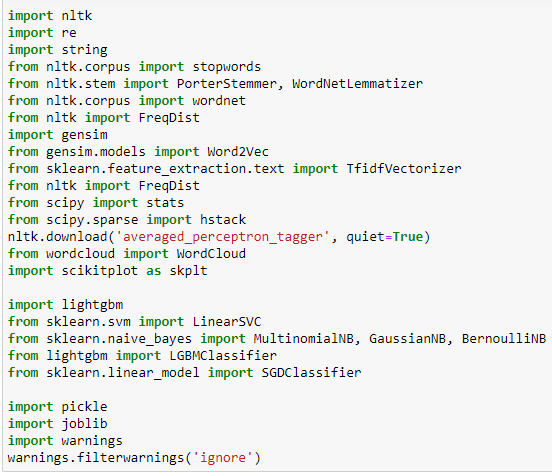 import nltk
import re
import string
from nltk.corpus import stopwords
from nltk.stem import PorterStemmer, WordNetLemmatizer
from nltk.corpus import wordnet
from nltk import FreqDist
import gensim
from gensim.models import Word2Vec
from sklearn.feature_extraction.text import TfidfVectorizer
from nltk import FreqDist
from scipy import stats
from scipy.sparse import hstack
nltk.download('averaged_perceptron_tagger', quiet=True)
from wordcloud import WordCloud
import scikitplot as skplt

import lightgbm
from sklearn.svm import LinearSVC
from sklearn.naive_bayes import MultinomialNB, GaussianNB, BernoulliNB
from lightgbm import LGBMClassifier
from sklearn.linear_model import SGDClassifier

import pickle
import joblib
import warnings
warnings.filterwarnings('ignore')